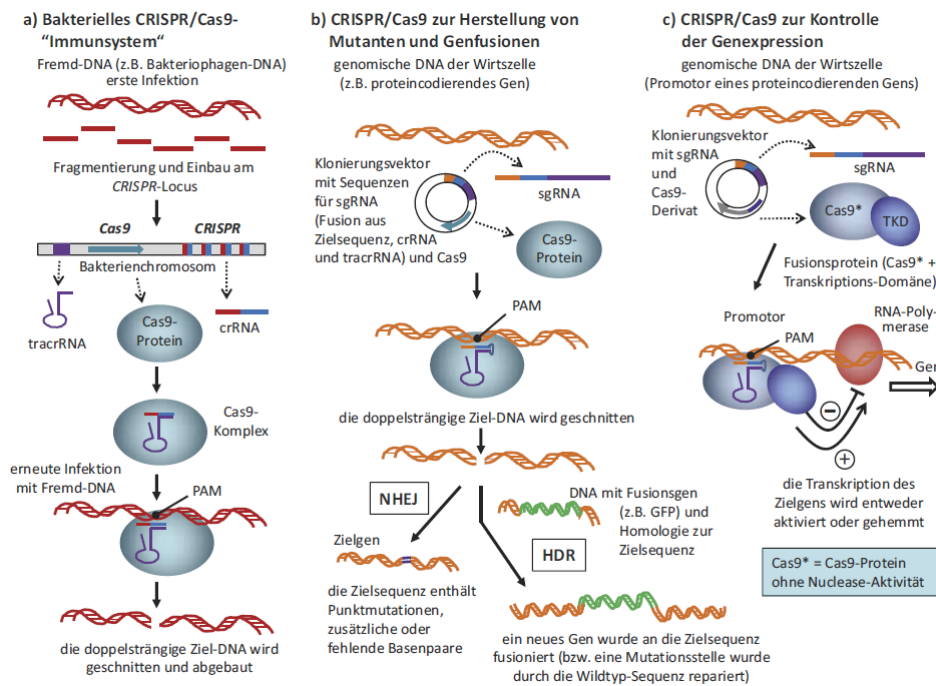 a) Bakterielles CRISPR/Cas9-
“Immunsystem“
Fremd-DNA (z.B. Bakteriophagen-DNA)
erste Infektion
Fragmentierung und Einbau am
CRISPR-Locus
Cas9
CRISPR
Bakterienchromosom
tracrRNA
Cas9-
Protein
crRNA
Cas9-
Komplex
erneute Infektion
mit Fremd-DNA
PAM
die doppelsträngige Ziel-DNA wird
geschnitten und abgebaut
b) CRISPR/Cas9 zur Herstellung von
Mutanten und Genfusionen
genomische DNA der Wirtszelle
(z.B. proteincodierendes Gen)
Klonierungsvektor
mit Sequenzen
für sgRNA
(Fusion aus
Zielsequenz, crRNA
und tracrRNA) und Cas9
sgRNA
Cas9-
Protein
PAM
die doppelsträngige Ziel-DNA wird geschnitten
NHEJ
DNA mit Fusionsgen
(z.B. GFP) und
Homologie zur
Zielsequenz
HDR
Zielgen
die Zielsequenz enthält
Punktmutationen,
zusätzliche oder
fehlende Basenpaare
ein neues Gen wurde an die Zielsequenz
fusioniert (bzw. eine Mutationsstelle wurde
durch die Wildtyp-Sequenz repariert)
c) CRISPR/Cas9 zur Kontrolle
der Genexpression
genomische DNA der Wirtszelle
(Promotor eines proteincodierenden Gens)
Klonierungsvektor
mit sgRNA
und
Cas9-
Derivat
sgRNA
Cas9*
TKD
Fusionsprotein (Cas9* +
Transkriptions-Domäne)
Promotor
PAM
RNA-Poly-
merase
Gen
−
+
die Transkription des
Zielgens wird entweder
aktiviert oder gehemmt
Cas9* = Cas9-Protein
ohne Nuclease-Aktivität